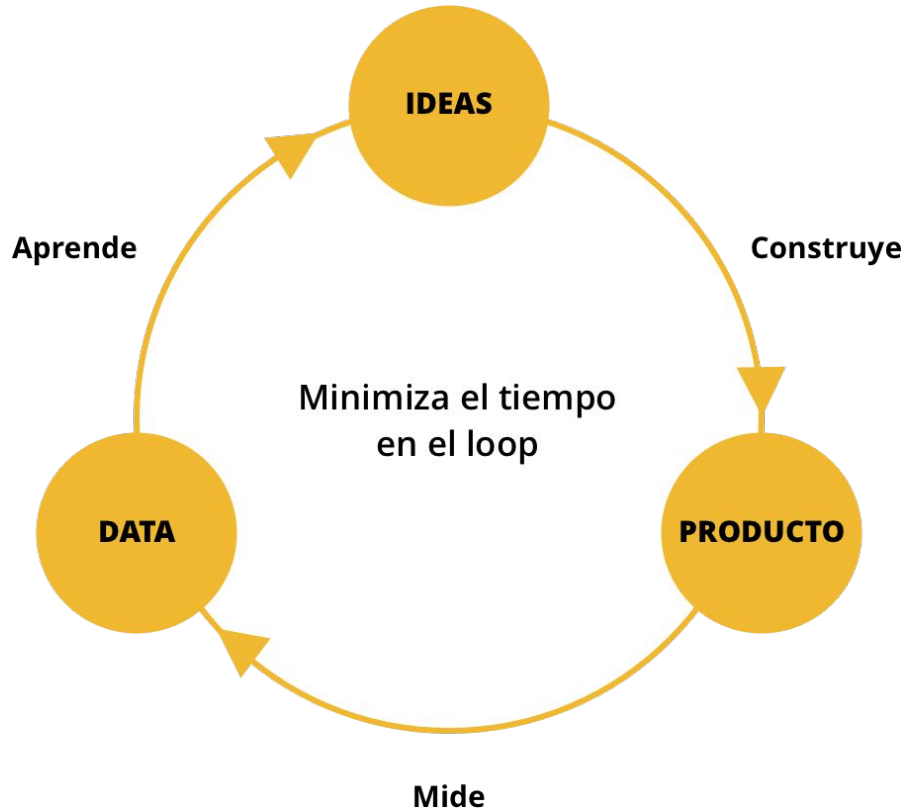 IDEAS
Aprende
Construye
Minimiza el tiempo
en el loop
DATA
PRODUCTO
Mide